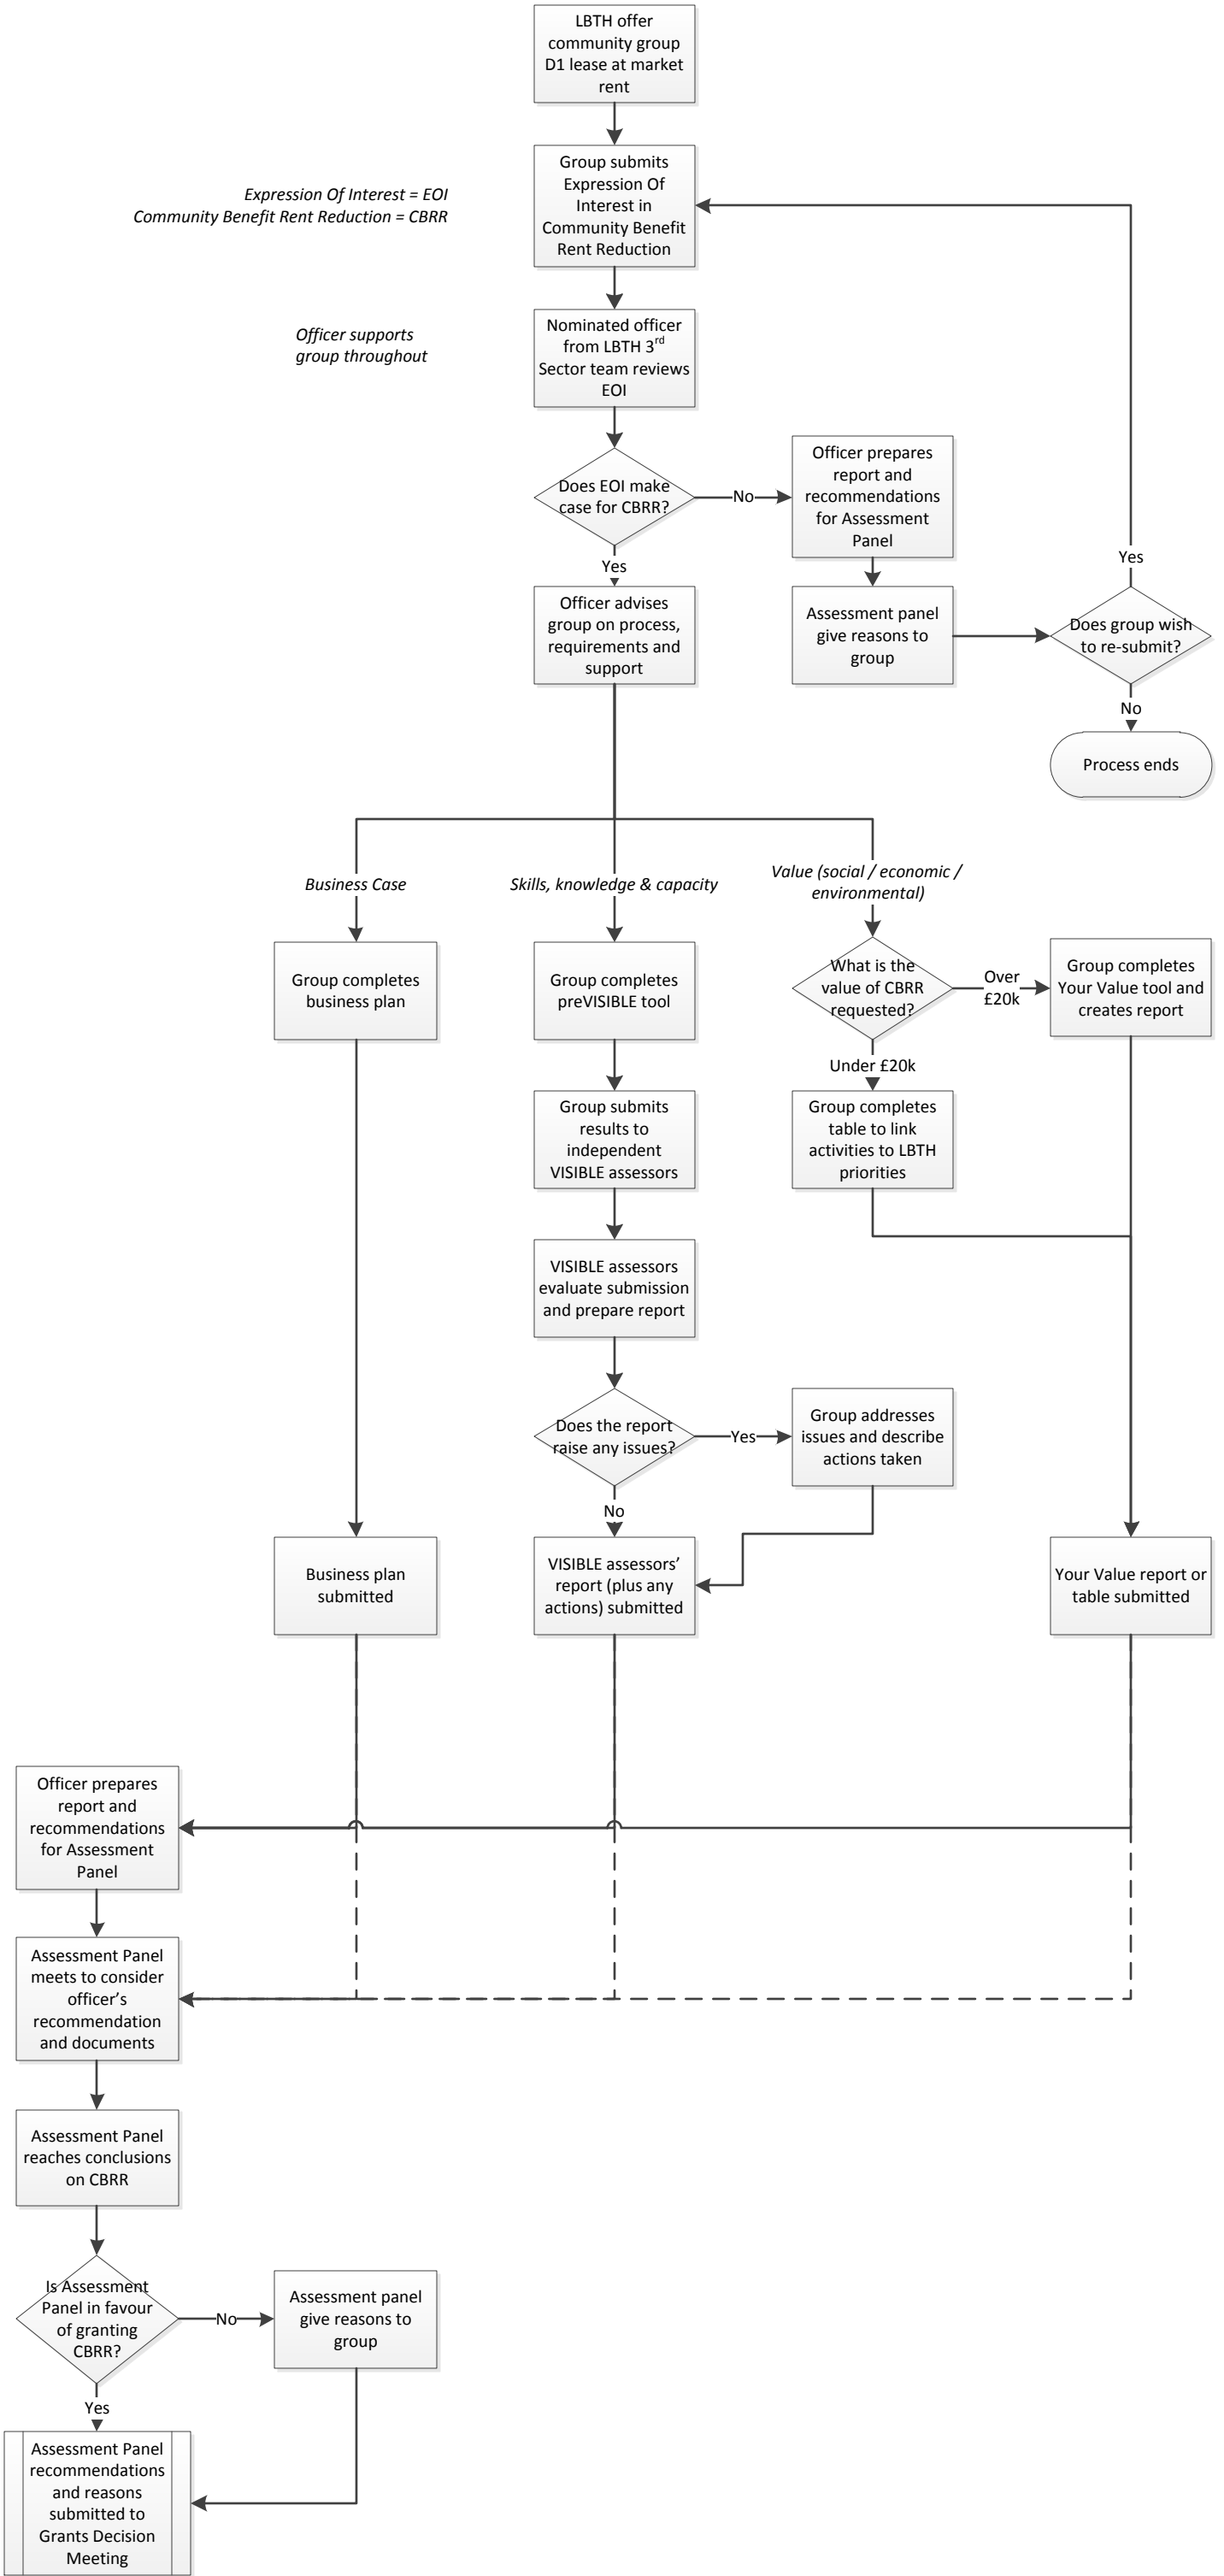 LBTH offer
community group
D1 lease at market
rent
Group submits
Expression Of
Interest in
Community Benefit
Rent Reduction
Expression Of Interest = EOI
Community Benefit Rent Reduction = CBRR
Officer supports
group throughout
Nominated officer
from LBTH 3rd
Sector team reviews
EOI
Does EOI make
case for CBRR?
No
Officer prepares
report and
recommendations
for Assessment
Panel
Yes
Yes
Officer advises
group on process,
requirements and
support
Assessment panel
give reasons to
group
Does group wish
to re-submit?
No
Process ends
Business Case
Skills, knowledge & capacity
Value (social / economic /
environmental)
Group completes
business plan
Group completes
preVISIBLE tool
What is the
value of CBRR
requested?
Over
£20k
Group completes
Your Value tool and
creates report
Under £20k
Group submits
results to
independent
VISIBLE assessors
Group completes
table to link
activities to LBTH
priorities
VISIBLE assessors
evaluate submission
and prepare report
Does the report
raise any issues?
Yes
Group addresses
issues and describe
actions taken
No
Business plan
submitted
VISIBLE assessors’
report (plus any
actions) submitted
Your Value report or
table submitted
Officer prepares
report and
recommendations
for Assessment
Panel
Assessment Panel
meets to consider
officer’s
recommendation
and documents
Assessment Panel
reaches conclusions
on CBRR
Is Assessment
Panel in favour
of granting
CBRR?
No
Assessment panel
give reasons to
group
Yes
Assessment Panel
recommendations
and reasons
submitted to
Grants Decision
Meeting